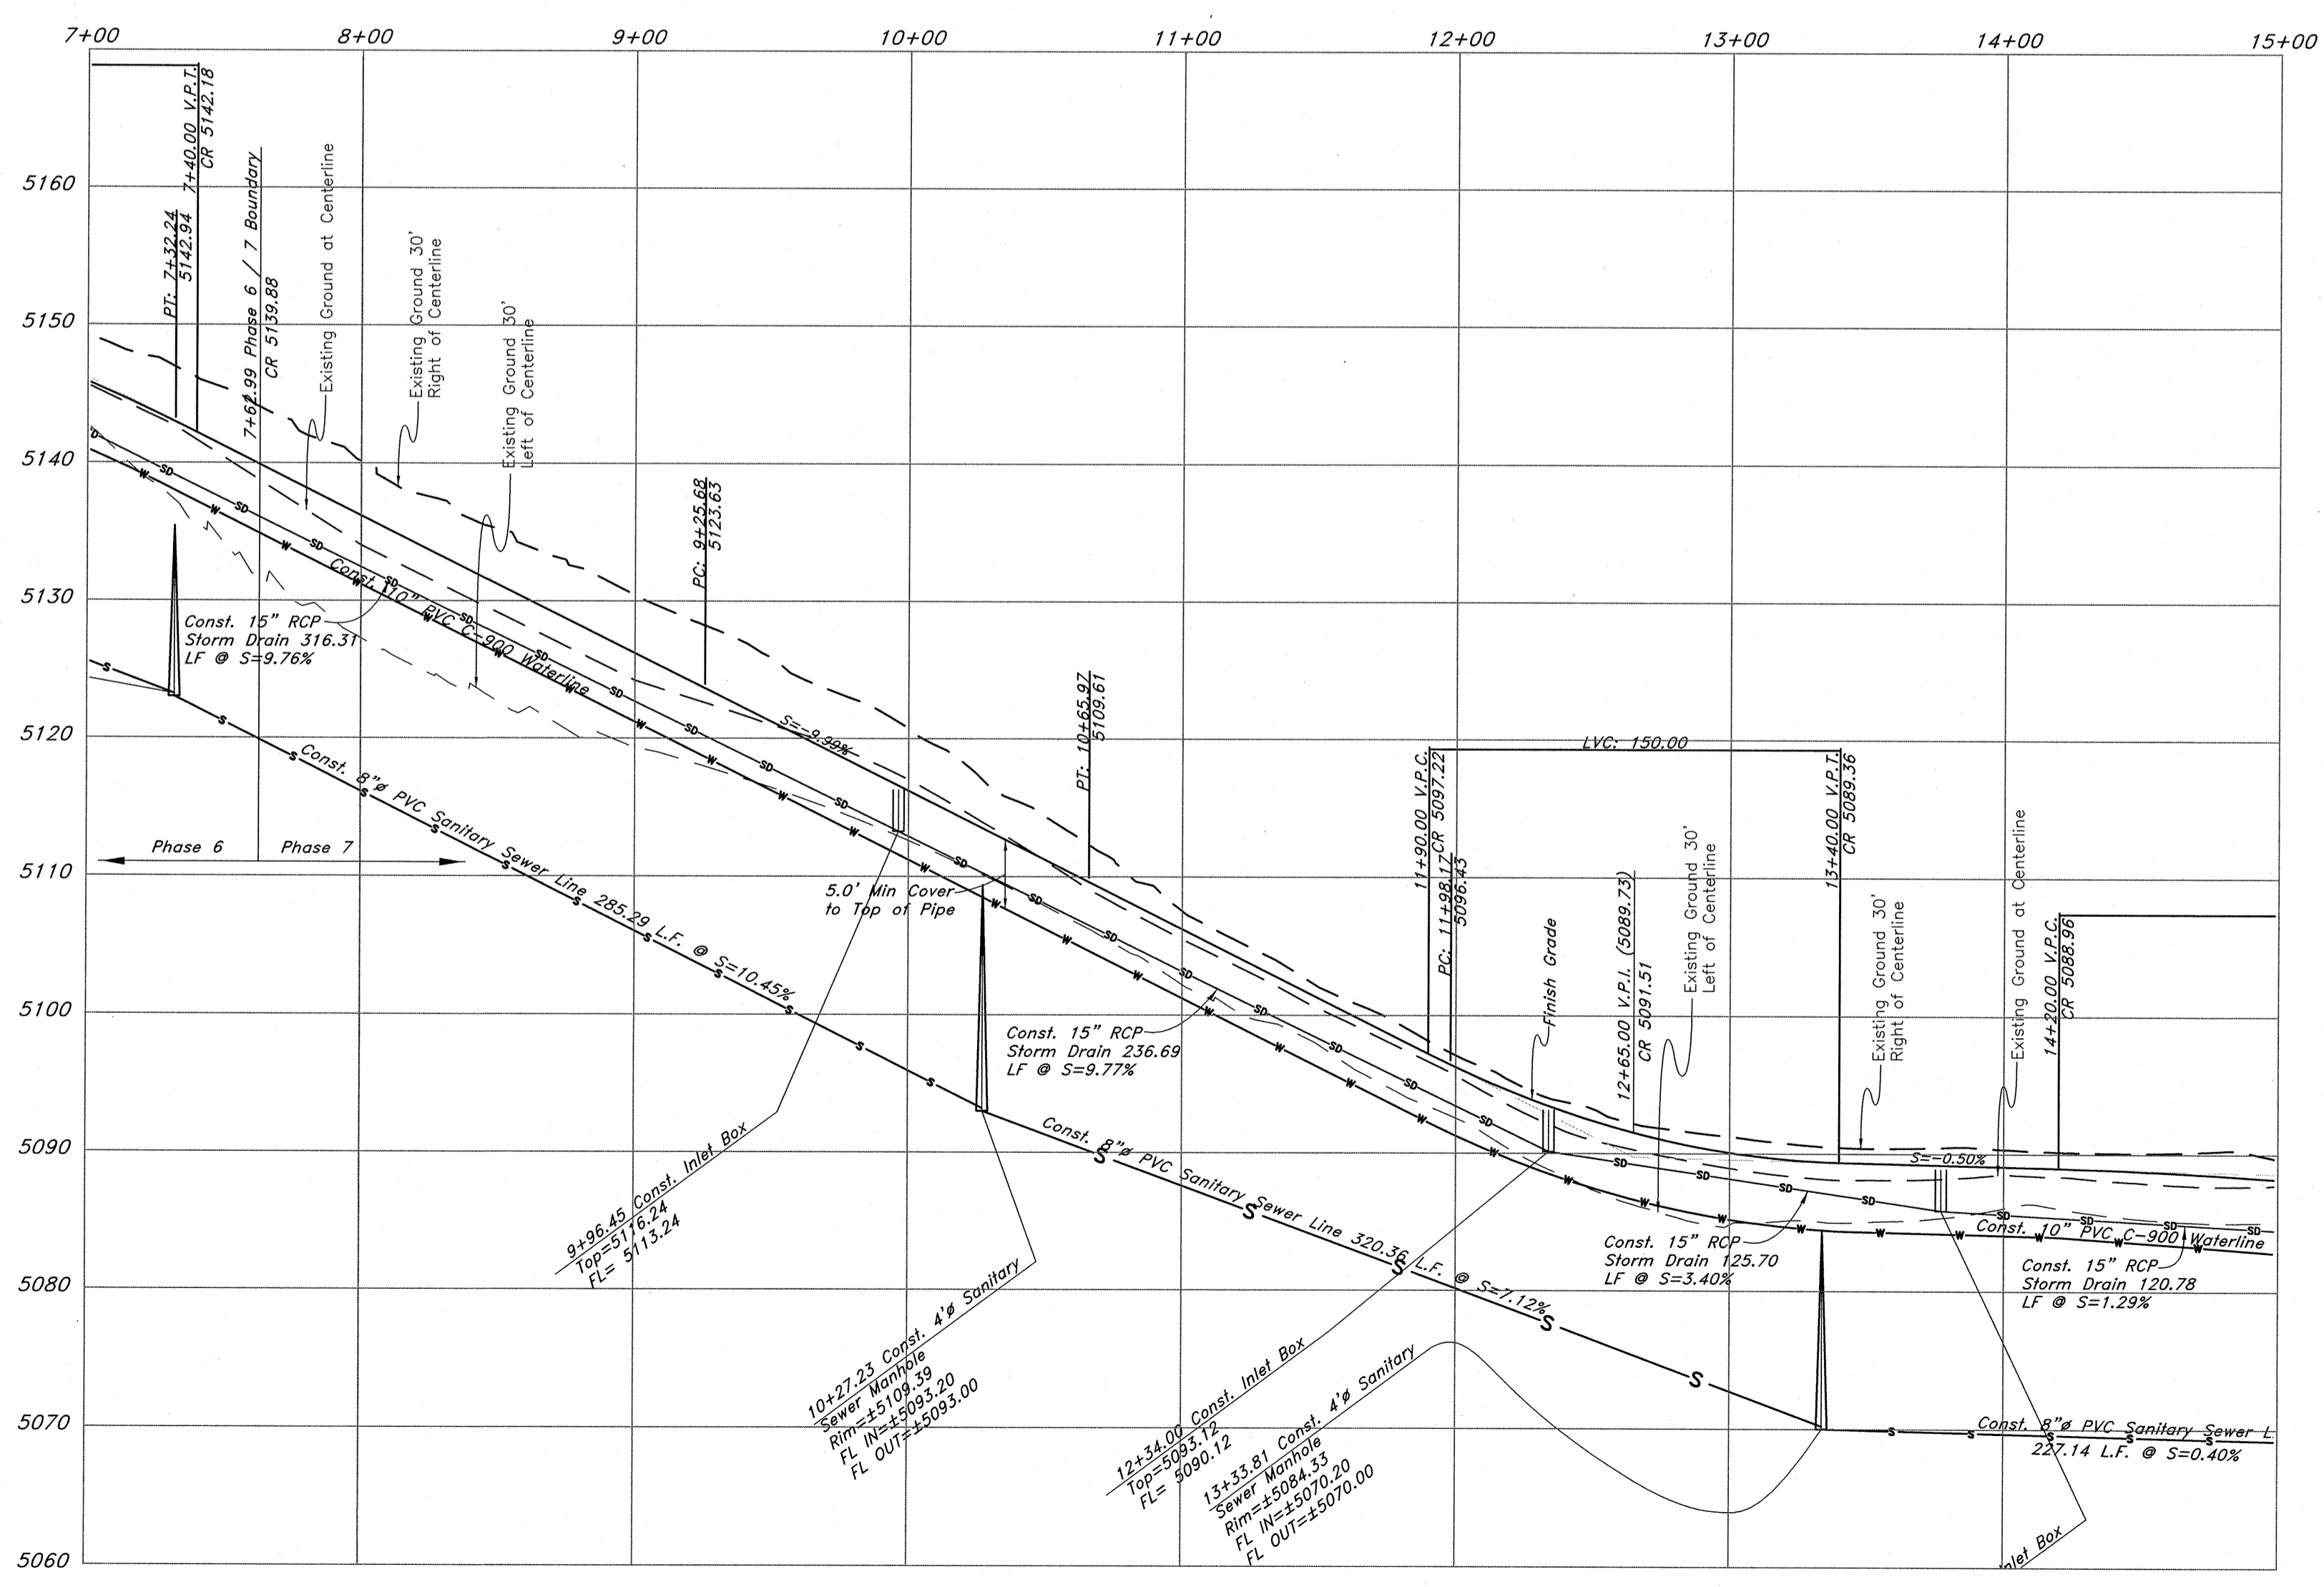 7+00
8+00
9+00
10+00
11+00
12+00
13+00
14+00
15+00
5160
5150
5140
5130
5120
5110
5100
5090
5080
5070
5060
PT: 7+32.24
5142.94
7+40.00 V.P.T.
CR 5142.18
7+62.99 Phase 6 / 7 Boundary
CR 5139.88
Existing Ground at Centerline
Existing Ground 30'
Right of Centerline
Existing Ground 30'
Left of Centerline
PC: 9+25.68
5123.63
PT: 10+65.97
5109.61
LVC: 150.00
11+90.00 V.P.C.
CR 5097.22
PC: 11+98.17
5096.43
Finish Grade
12+65.00 V.P.I. (5089.73)
CR 5091.51
Existing Ground 30'
Left of Centerline
13+40.00 V.P.T.
CR 5089.36
Existing Ground 30'
Right of Centerline
Existing Ground at Centerline
14+20.00 V.P.C.
CR 5088.96
Const. 10" PVC C-900 Waterline
Const. 15" RCP
Storm Drain 316.31
LF @ S=9.76%
S=-9.99%
Const. 8"ø PVC Sanitary Sewer Line 285.29 L.F. @ S=10.45%
Phase 6
Phase 7
5.0' Min Cover
to Top of Pipe
Const. 15" RCP
Storm Drain 236.69
LF @ S=9.77%
Const. 8"ø PVC Sanitary Sewer Line 320.36 L.F. @ S=7.12%
9+96.45 Const. Inlet Box
Top=5116.24
FL= 5113.24
10+27.23 Const. 4'ø Sanitary
Sewer Manhole
Rim=±5109.39
FL IN=±5093.20
FL OUT=±5093.00
12+34.00 Const. Inlet Box
Top=5093.12
FL= 5090.12
13+33.81 Const. 4'ø Sanitary
Sewer Manhole
Rim=±5084.33
FL IN=±5070.20
FL OUT=±5070.00
S=-0.50%
Const. 15" RCP
Storm Drain 125.70
LF @ S=3.40%
Const. 10" PVC C-900 Waterline
Const. 15" RCP
Storm Drain 120.78
LF @ S=1.29%
Const. 8"ø PVC Sanitary Sewer L
227.14 L.F. @ S=0.40%
nlet Box